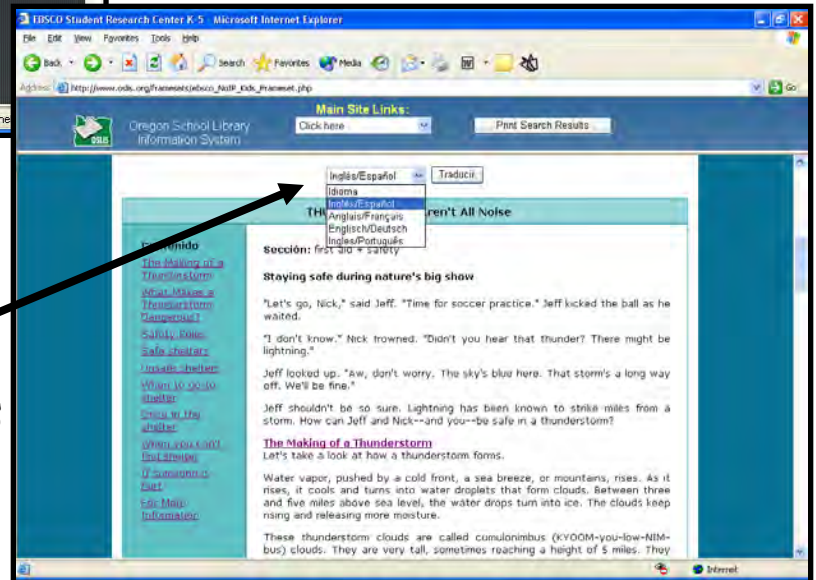 EBSCO Student Research Center K-5 - Microsoft Internet Explorer
File Edit View Favorites Tools Help
Back Search Favorites Media
Address http://www.oslis.org/framesets/ebsco_NoIP_Kids_Frameset.php Go
Main Site Links:
Oregon School Library
Information System
OSLIS
Click here
Print Search Results
Inglés/Español Traducir
Idioma
Inglés/Español
Anglais/Français
Englisch/Deutsch
Ingles/Português
aren't All Noise
The Making of a
Thunderstorm
What Makes a
Thunderstorm
Dangerous?
Safety Rules
Safe shelters
Unsafe shelters
When to go to
shelter
Once in the
shelter
When you can't
find shelter
If someone is
hurt
For More
Information
Sección: first aid + safety
Staying safe during nature's big show
"Let's go, Nick," said Jeff. "Time for soccer practice." Jeff kicked the ball as he
waited.
"I don't know." Nick frowned. "Didn't you hear that thunder? There might be
lightning."
Jeff looked up. "Aw, don't worry. The sky's blue here. That storm's a long way
off. We'll be fine."
Jeff shouldn't be so sure. Lightning has been known to strike miles from a
storm. How can Jeff and Nick--and you--be safe in a thunderstorm?
The Making of a Thunderstorm
Let's take a look at how a thunderstorm forms.
Water vapor, pushed by a cold front, a sea breeze, or mountains, rises. As it
rises, it cools and turns into water droplets that form clouds. Between three
and five miles above sea level, the water drops turn into ice. The clouds keep
rising and releasing more moisture.
These thunderstorm clouds are called cumulonimbus (KYOOM-you-low-NIM-
bus) clouds. They are very tall, sometimes reaching a height of 5 miles. They
Internet